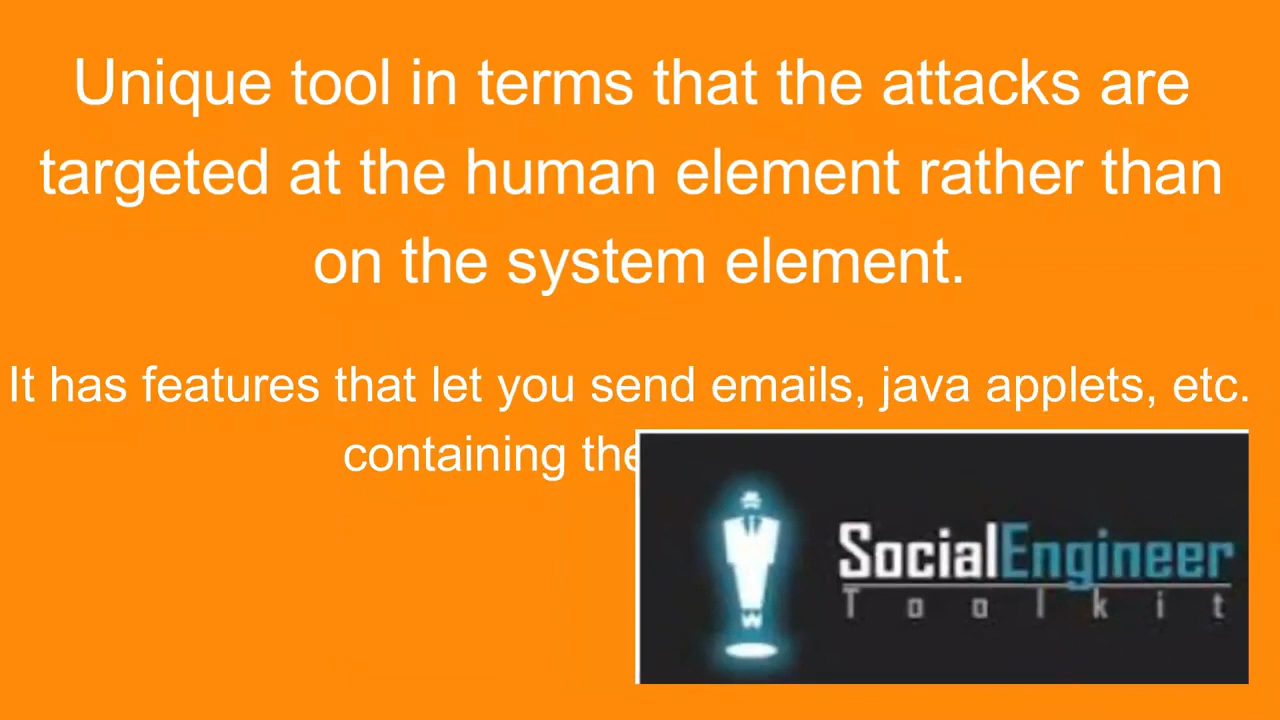 Unique tool in terms that the attacks are
targeted at the human element rather than
on the system element.
It has features that let you send emails, java applets, etc.
containing the
SocialEngineer
Toolkit